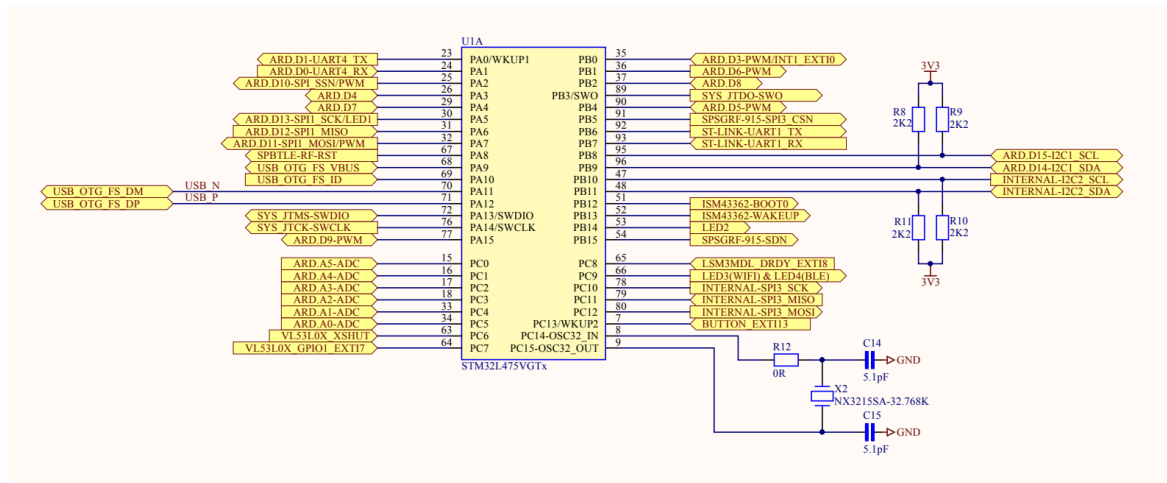 U1A
ARD.D1-UART4_TX 23 PA0/WKUP1 PB0 35 ARD.D3-PWM/INT1_EXTI0
ARD.D0-UART4_RX 24 PA1 PB1 36 ARD.D6-PWM
ARD.D10-SPI_SSN/PWM 25 PA2 PB2 37 ARD.D8
ARD.D4 26 PA3 PB3/SWO 89 SYS_JTDO-SWO
ARD.D7 29 PA4 PB4 90 ARD.D5-PWM
ARD.D13-SPI1_SCK/LED1 30 PA5 PB5 91 SPSGRF-915-SPI3_CSN
ARD.D12-SPI1_MISO 31 PA6 PB6 92 ST-LINK-UART1_TX
ARD.D11-SPI1_MOSI/PWM 32 PA7 PB7 93 ST-LINK-UART1_RX
SPBTLE-RF-RST 67 PA8 PB8 95 ARD.D15-I2C1_SCL
USB_OTG_FS_VBUS 68 PA9 PB9 96 ARD.D14-I2C1_SDA
USB_OTG_FS_ID 69 PA10 PB10 47 INTERNAL-I2C2_SCL
USB_OTG_FS_DM USB_N 70 PA11 PB11 48 INTERNAL-I2C2_SDA
USB_OTG_FS_DP USB_P 71 PA12 PB12 51 ISM43362-BOOT0
SYS_JTMS-SWDIO 72 PA13/SWDIO PB13 52 ISM43362-WAKEUP
SYS_JTCK-SWCLK 76 PA14/SWCLK PB14 53 LED2
ARD.D9-PWM 77 PA15 PB15 54 SPSGRF-915-SDN
ARD.A5-ADC 15 PC0 PC8 65 LSM3MDL_DRDY_EXTI8
ARD.A4-ADC 16 PC1 PC9 66 LED3(WIFI) & LED4(BLE)
ARD.A3-ADC 17 PC2 PC10 78 INTERNAL-SPI3_SCK
ARD.A2-ADC 18 PC3 PC11 79 INTERNAL-SPI3_MISO
ARD.A1-ADC 33 PC4 PC12 80 INTERNAL-SPI3_MOSI
ARD.A0-ADC 34 PC5 PC13/WKUP2 7 BUTTON_EXTI13
VL53L0X_XSHUT 63 PC6 PC14-OSC32_IN 8
VL53L0X_GPIO1_EXTI7 64 PC7 PC15-OSC32_OUT 9
STM32L475VGTx
3V3
R8 R9
2K2 2K2
R11 R10
2K2 2K2
3V3
R12
0R
C14
GND
5.1pF
X2
NX3215SA-32.768K
C15
GND
5.1pF